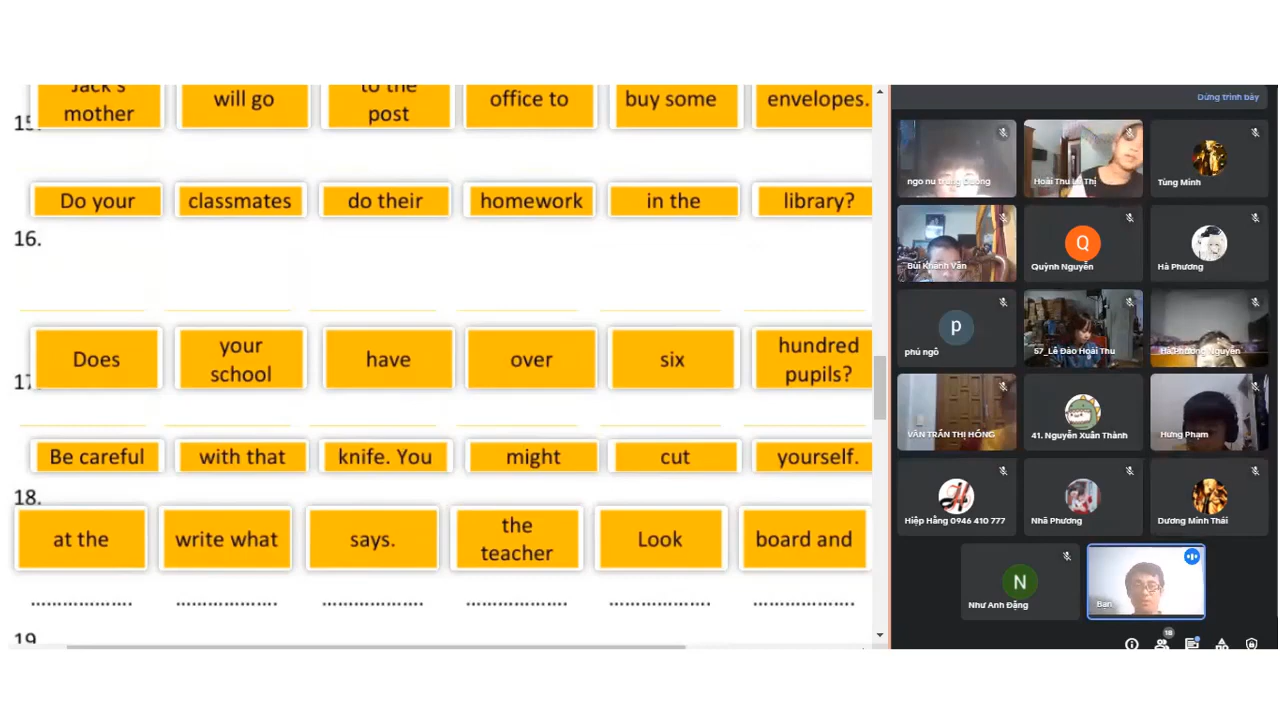 Jack's mother will go to the post office to buy some envelopes.
15.
Do your classmates do their homework in the library?
16.
Does your school have over six hundred pupils?
17.
Be careful with that knife. You might cut yourself.
18.
at the write what says. the teacher Look board and
.................. .................. .................. .................. .................. ..................
19
Dừng trình bày
ngo nu trung Duong
Hoài Thu Lê Thị
Tùng Minh
Bùi Khánh Vân
Q
Quỳnh Nguyễn
Hà Phương
p
phú ngô
57_Lê Đào Hoài Thu
Hà Phương Nguyễn
VÂN TRẦN THỊ HỒNG
41. Nguyễn Xuân Thành
Hưng Phạm
Hiệp Hằng 0946 410 777
Nhã Phương
Dương Minh Thái
N
Như Anh Đặng
Bạn
18